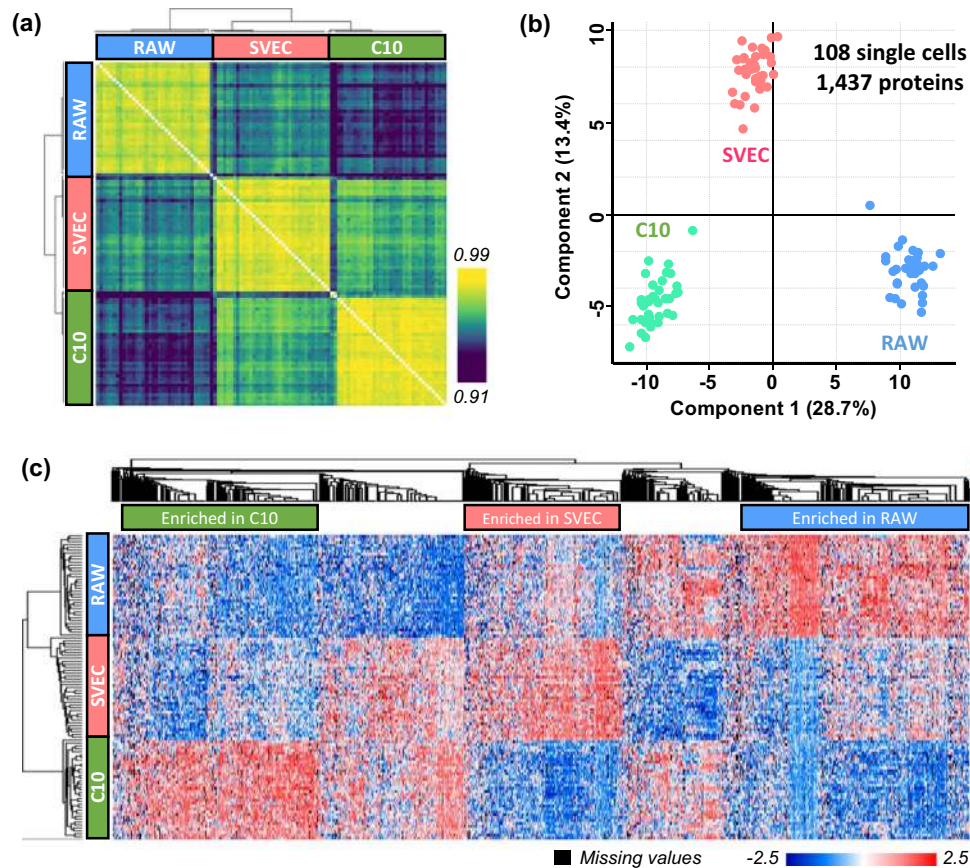 (a)
RAW SVEC C10
RAW
SVEC
C10
0.99
0.91
(b)
108 single cells
1,437 proteins
SVEC
C10
RAW
10
5
0
-5
Component 2 (13.4%)
-10 -5 0 5 10
Component 1 (28.7%)
(c)
Enriched in C10 Enriched in SVEC Enriched in RAW
RAW
SVEC
C10
Missing values -2.5 2.5